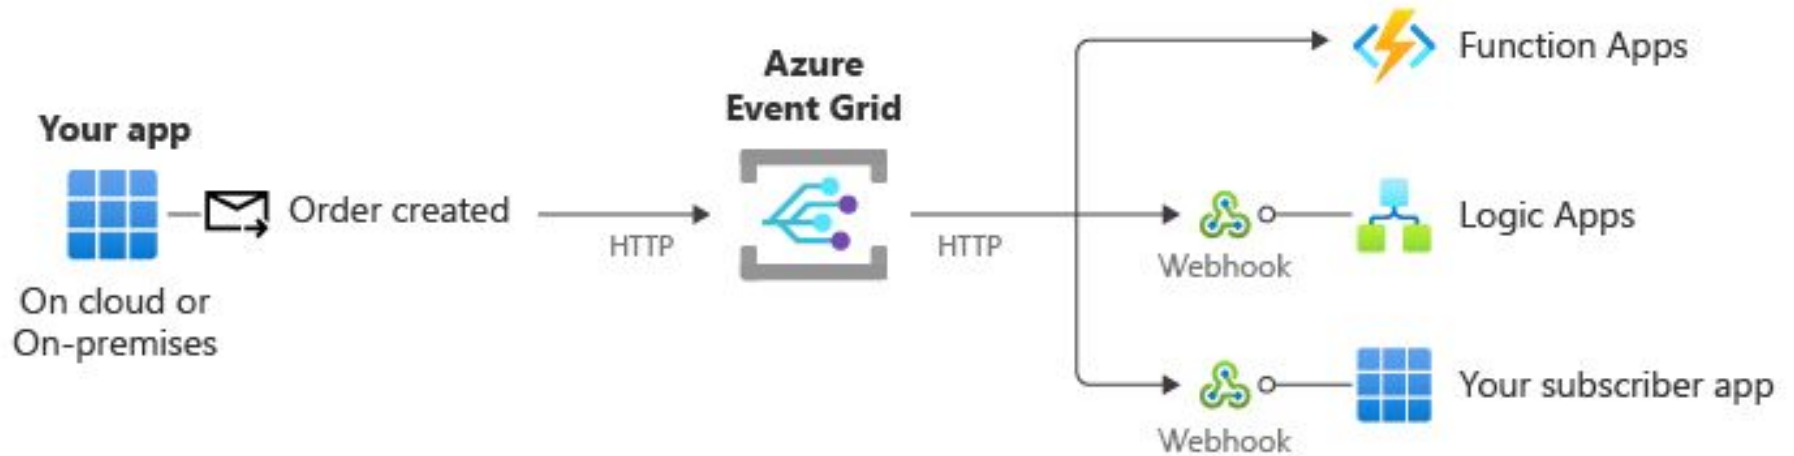 Your app
On cloud or
On-premises
Order created
HTTP
Azure
Event Grid
HTTP
Function Apps
Webhook
Logic Apps
Webhook
Your subscriber app